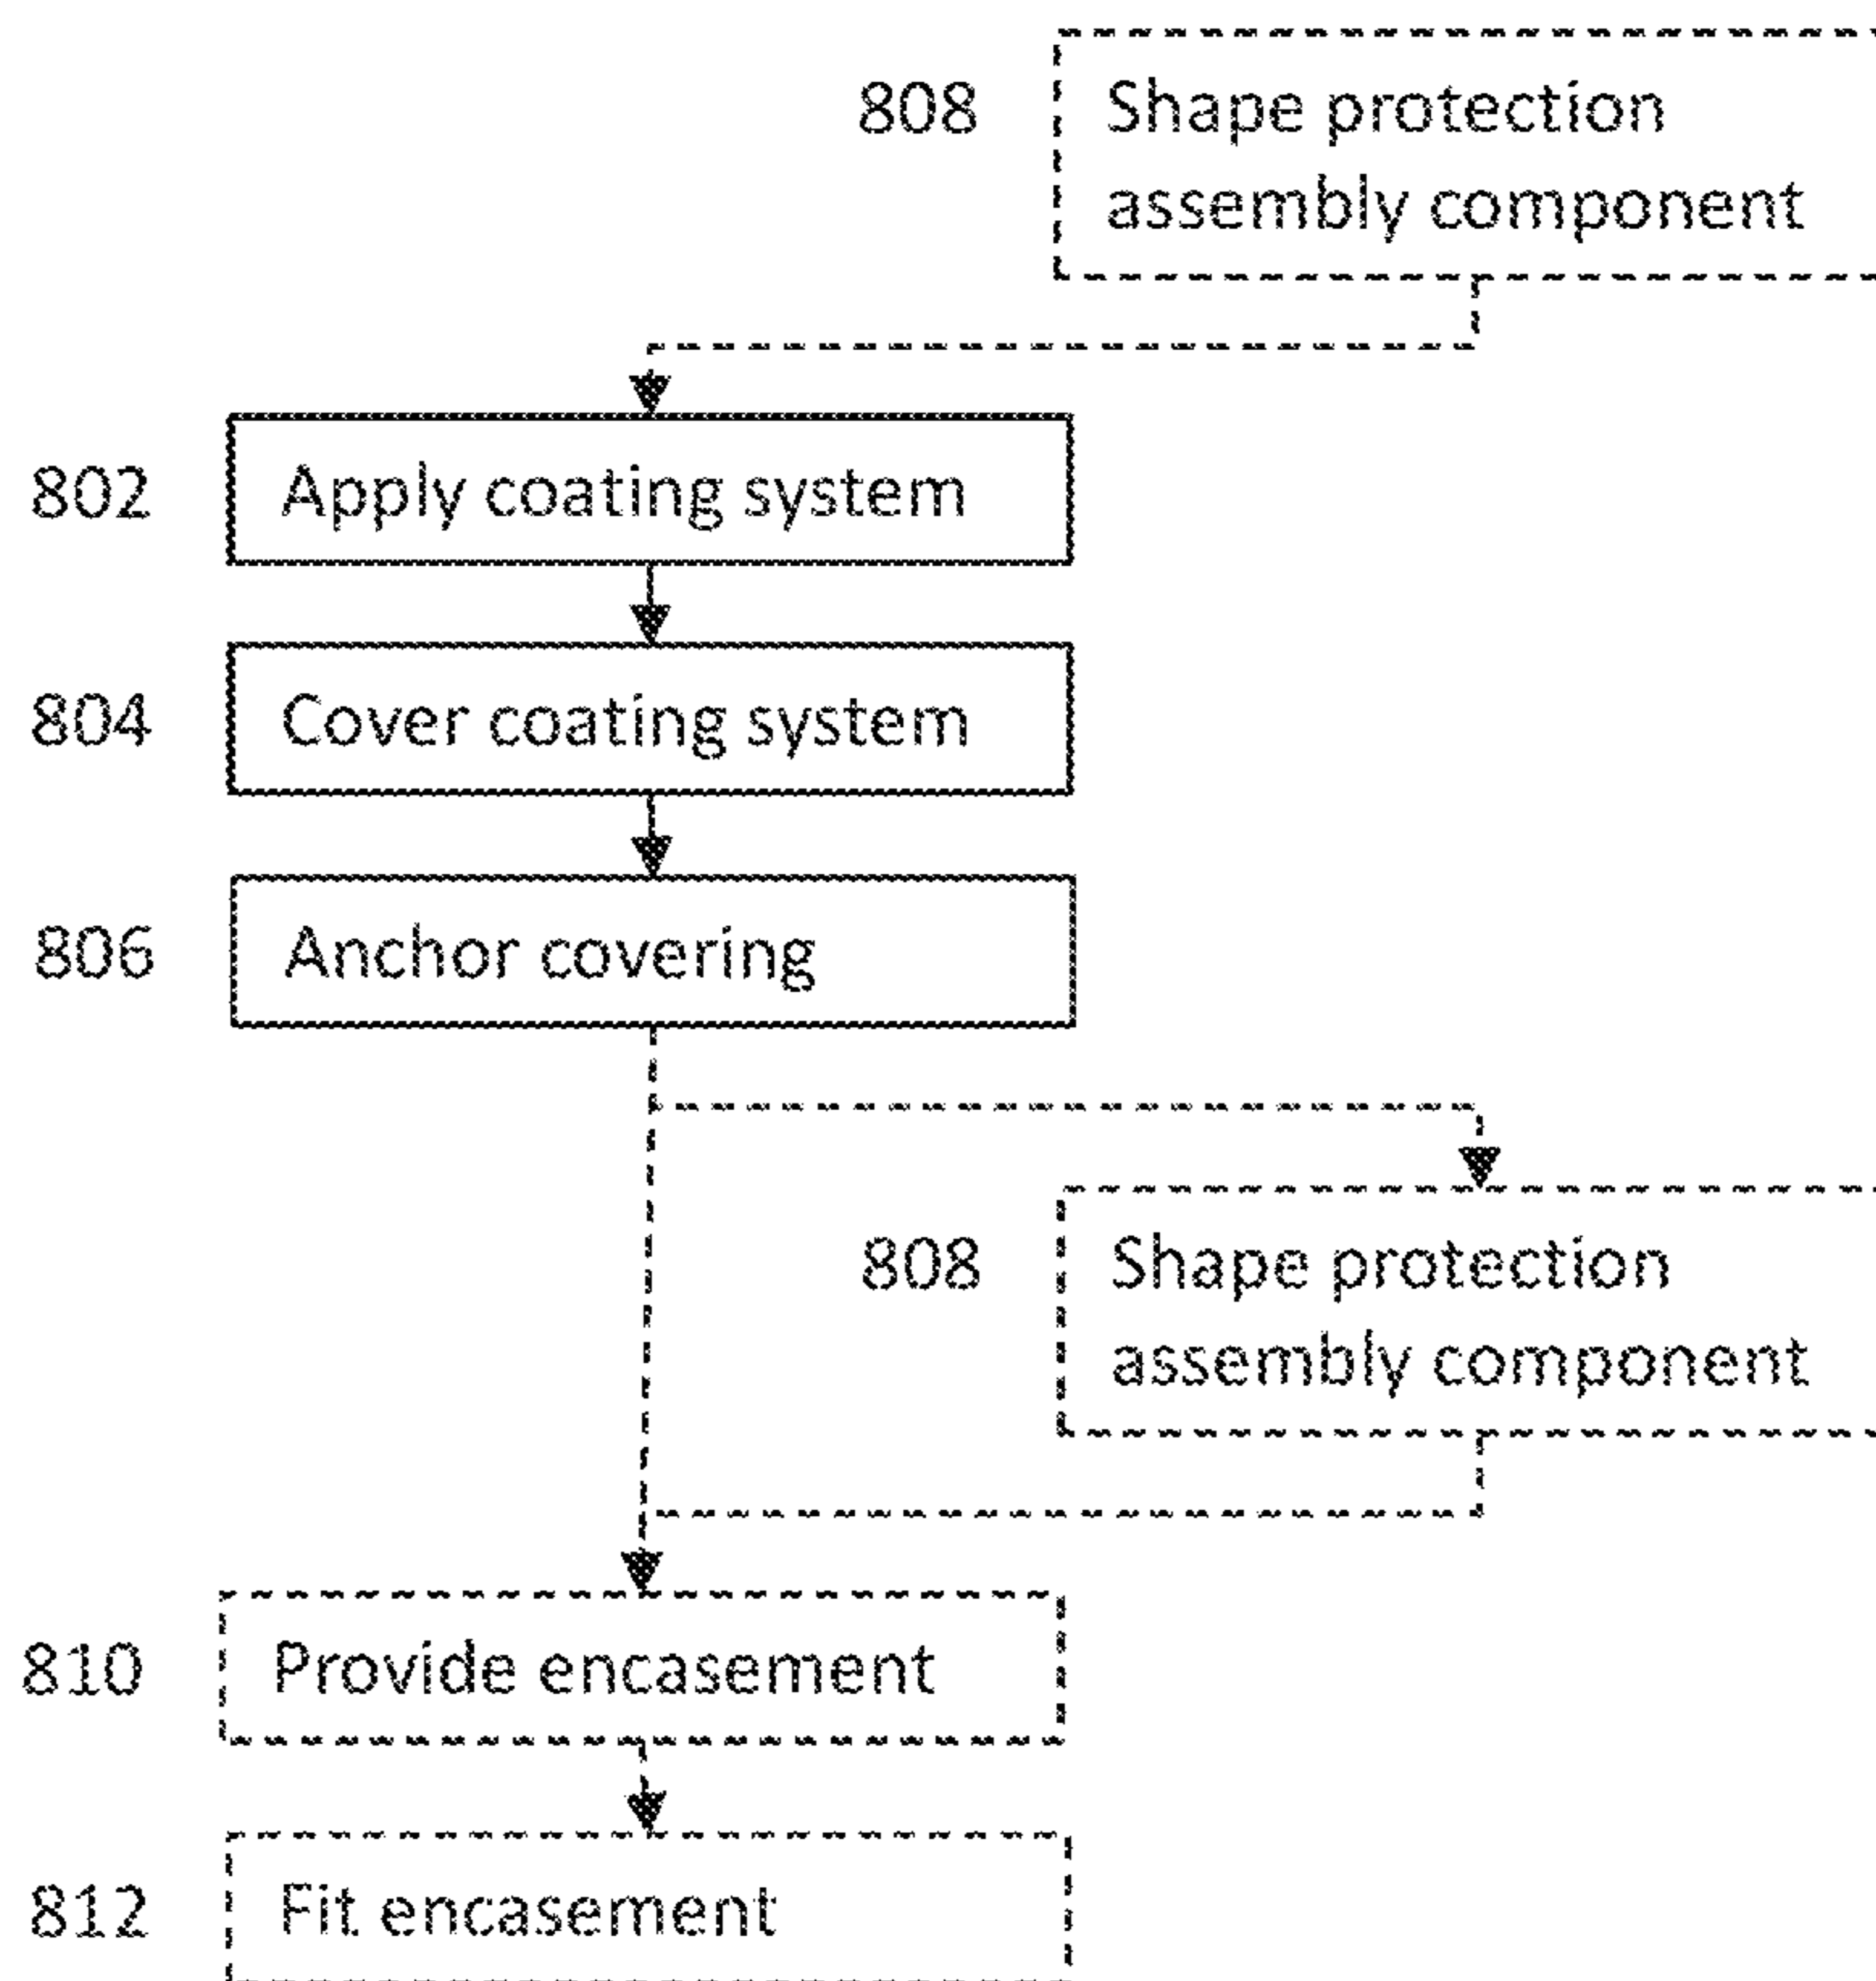 808 Shape protection
assembly component
802 Apply coating system
804 Cover coating system
806 Anchor covering
808 Shape protection
assembly component
810 Provide encasement
812 Fit encasement